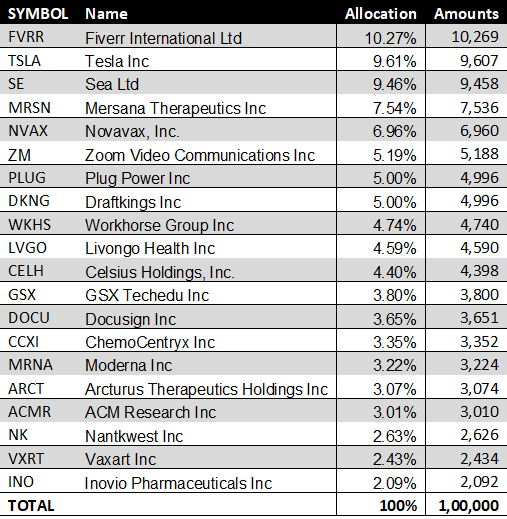 SYMBOL Name Allocation Amounts
FVRR Fiverr International Ltd 10.27% 10,269
TSLA Tesla Inc 9.61% 9,607
SE Sea Ltd 9.46% 9,458
MRSN Mersana Therapeutics Inc 7.54% 7,536
NVAX Novavax, Inc. 6.96% 6,960
ZM Zoom Video Communications Inc 5.19% 5,188
PLUG Plug Power Inc 5.00% 4,996
DKNG Draftkings Inc 5.00% 4,996
WKHS Workhorse Group Inc 4.74% 4,740
LVGO Livongo Health Inc 4.59% 4,590
CELH Celsius Holdings, Inc. 4.40% 4,398
GSX GSX Techedu Inc 3.80% 3,800
DOCU Docusign Inc 3.65% 3,651
CCXI ChemoCentryx Inc 3.35% 3,352
MRNA Moderna Inc 3.22% 3,224
ARCT Arcturus Therapeutics Holdings Inc 3.07% 3,074
ACMR ACM Research Inc 3.01% 3,010
NK Nantkwest Inc 2.63% 2,626
VXRT Vaxart Inc 2.43% 2,434
INO Inovio Pharmaceuticals Inc 2.09% 2,092
TOTAL 100% 1,00,000